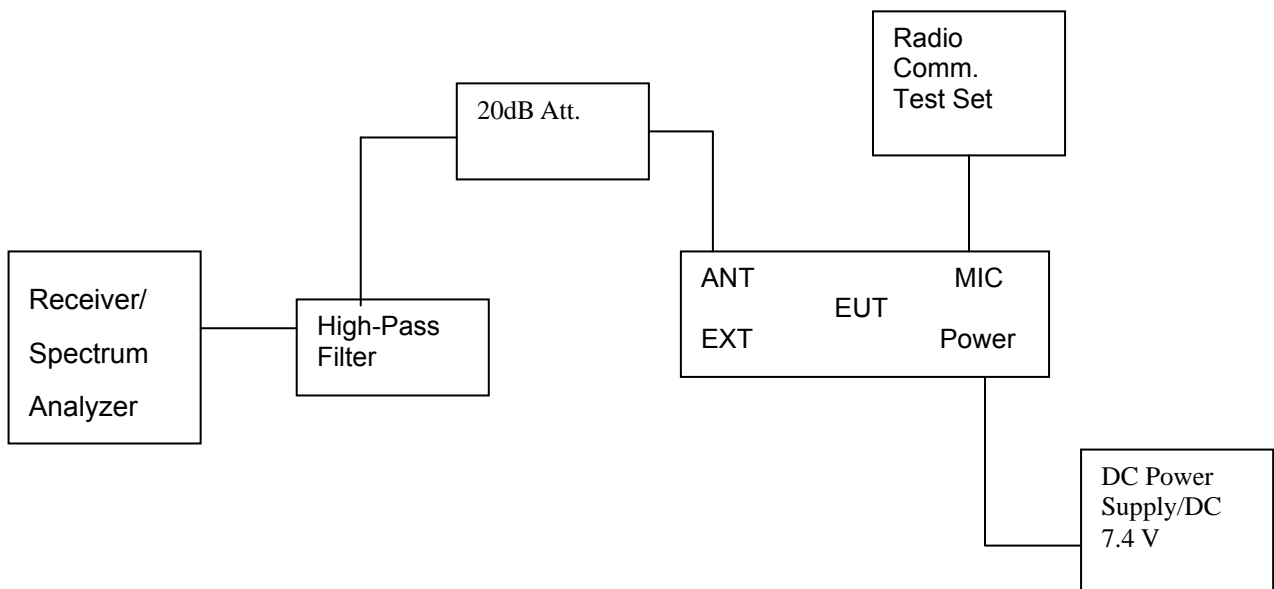 Radio
Comm.
Test Set
20dB Att.
Receiver/
Spectrum
Analyzer
High-Pass
Filter
ANT
MIC
EUT
EXT
Power
DC Power
Supply/DC
7.4 V